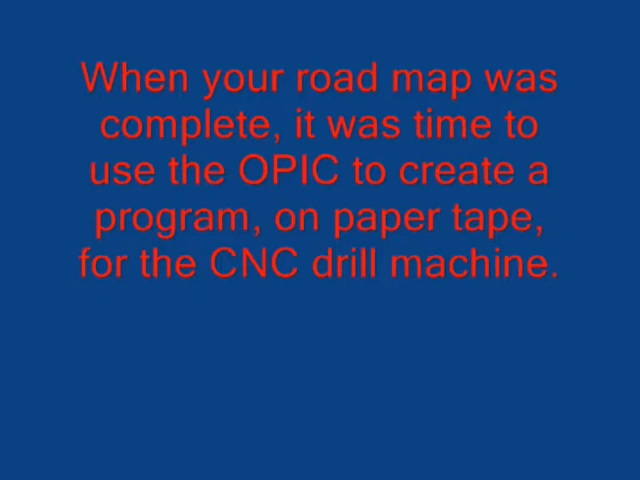 When your road map was
complete, it was time to
use the OPIC to create a
program, on paper tape,
for the CNC drill machine.